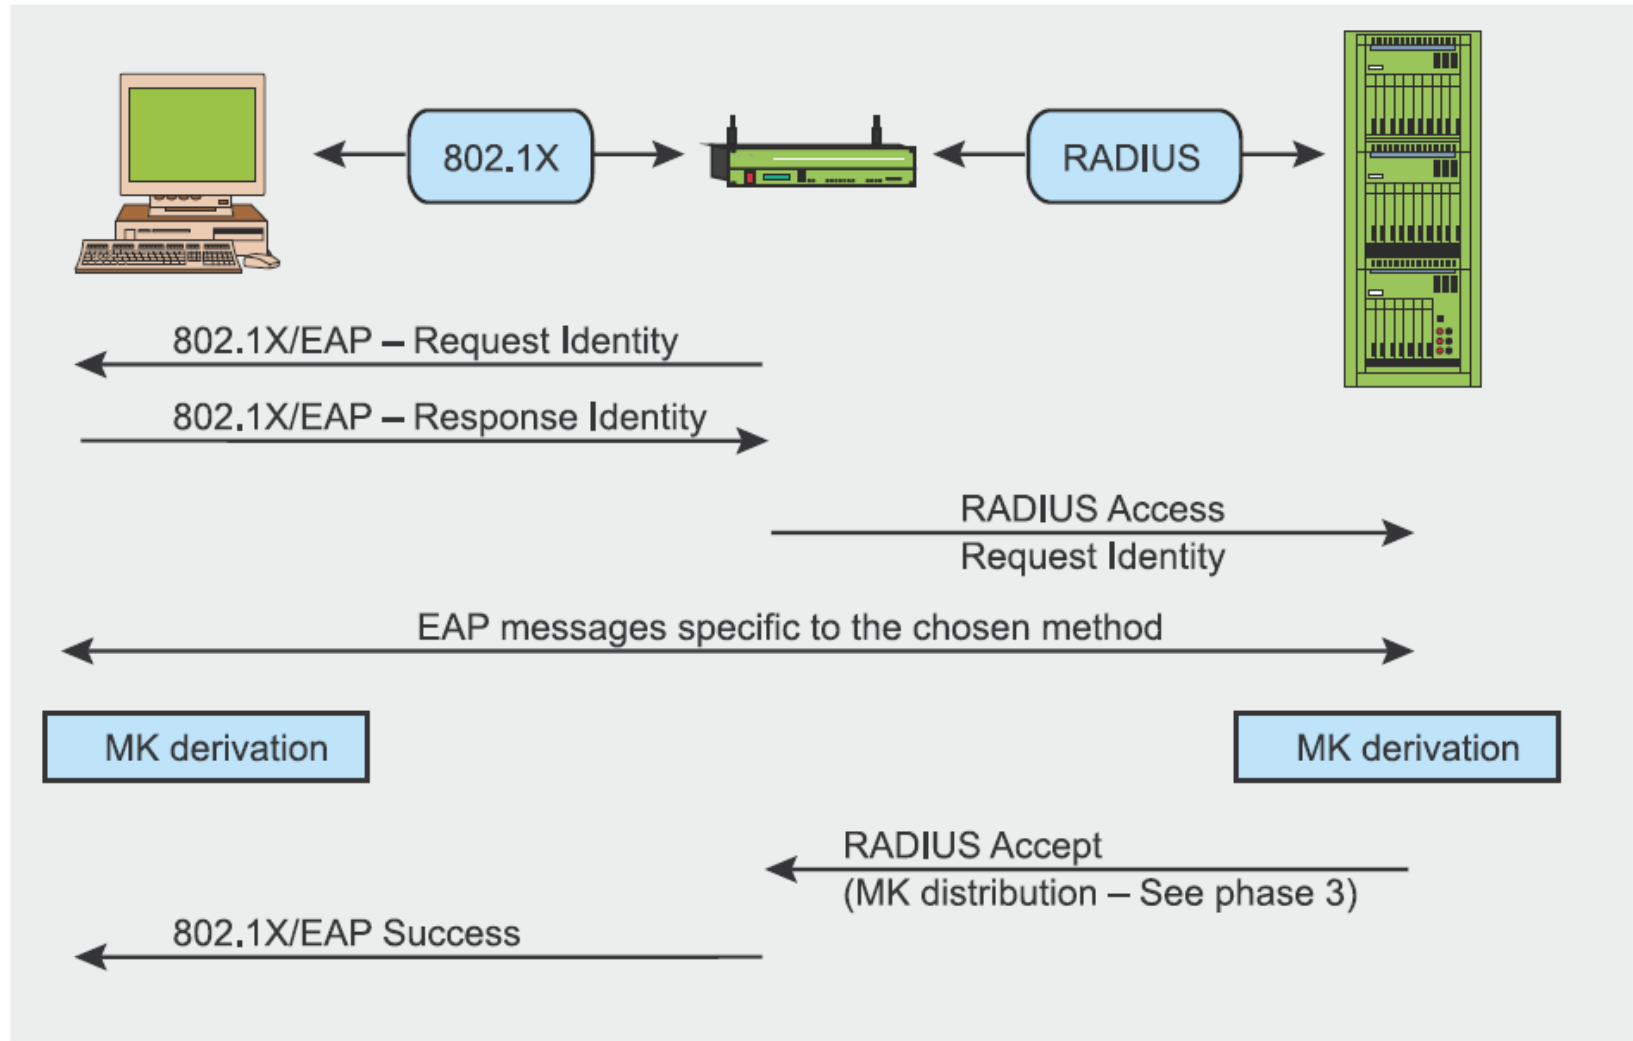 802.1X
RADIUS
802.1X/EAP – Request Identity
802.1X/EAP – Response Identity
RADIUS Access
Request Identity
EAP messages specific to the chosen method
MK derivation
MK derivation
RADIUS Accept
(MK distribution – See phase 3)
802.1X/EAP Success